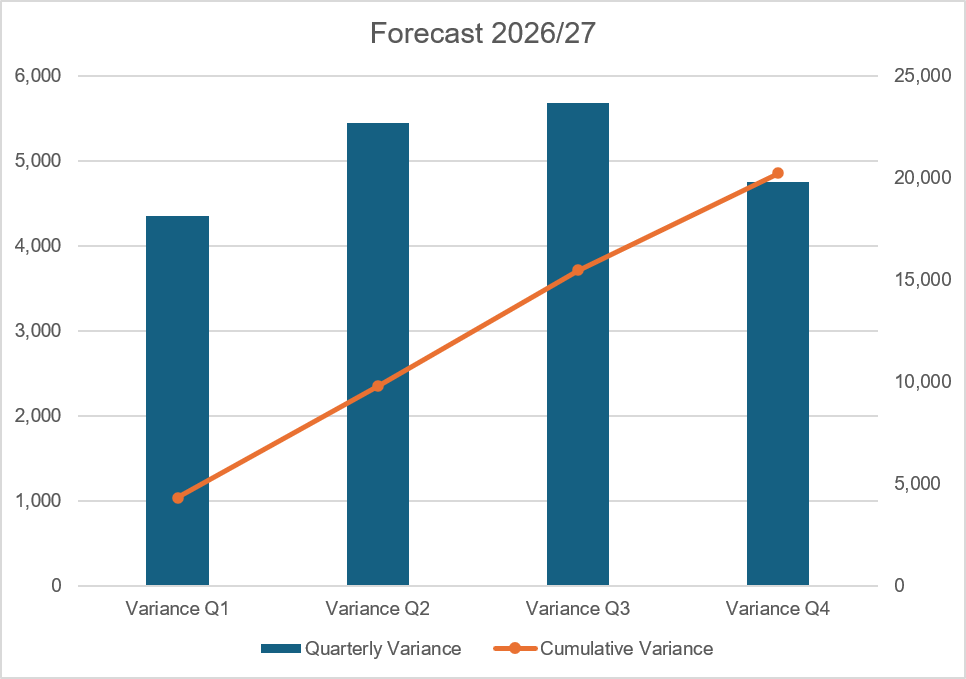 Forecast 2026/27
6,000
5,000
4,000
3,000
2,000
1,000
0
25,000
20,000
15,000
10,000
5,000
0
Variance Q1
Variance Q2
Variance Q3
Variance Q4
Quarterly Variance
Cumulative Variance